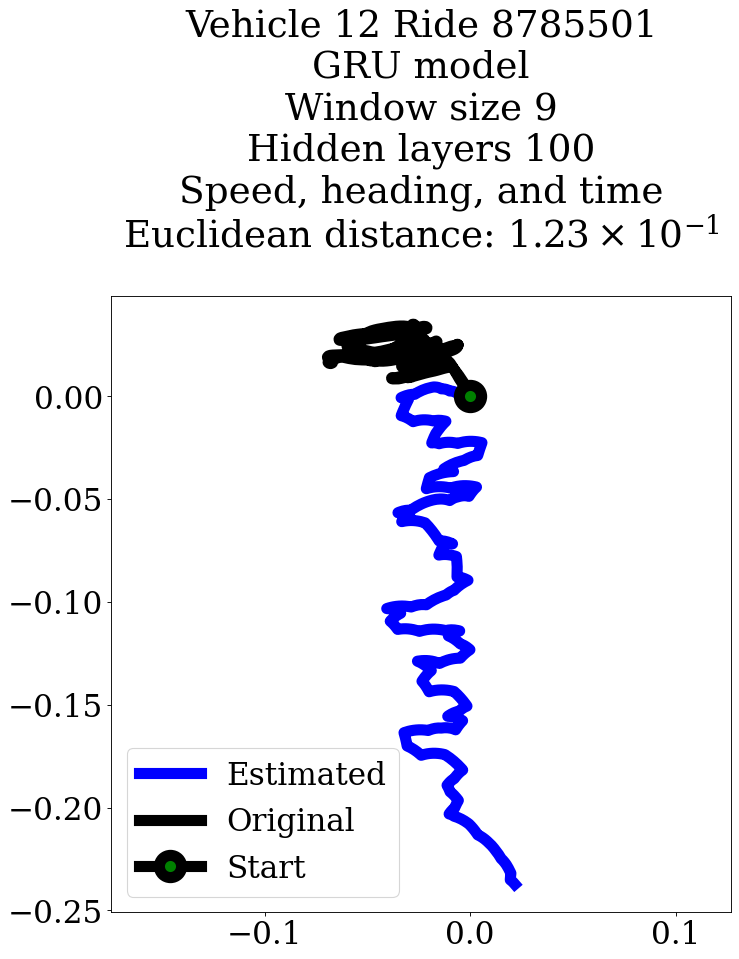 Vehicle 12 Ride 8785501
GRU model
Window size 9
Hidden layers 100
Speed, heading, and time
Euclidean distance: 1.23 × 10⁻¹
0.00
−0.05
−0.10
−0.15
−0.20
−0.25
Estimated
Original
Start
−0.1 0.0 0.1